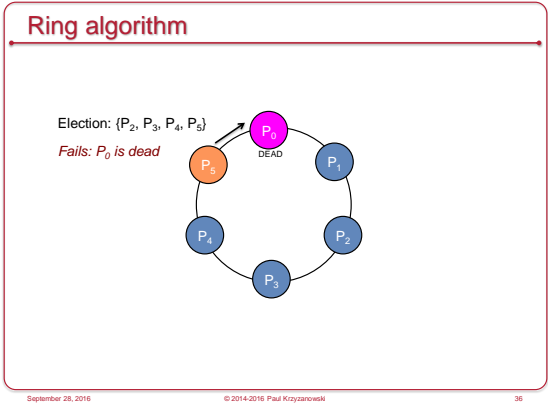 Ring algorithm
Election: {P2, P3, P4, P5}
Fails: P0 is dead
P0
DEAD
P5
P1
P4
P2
P3
September 28, 2016
© 2014-2016 Paul Krzyzanowski
36